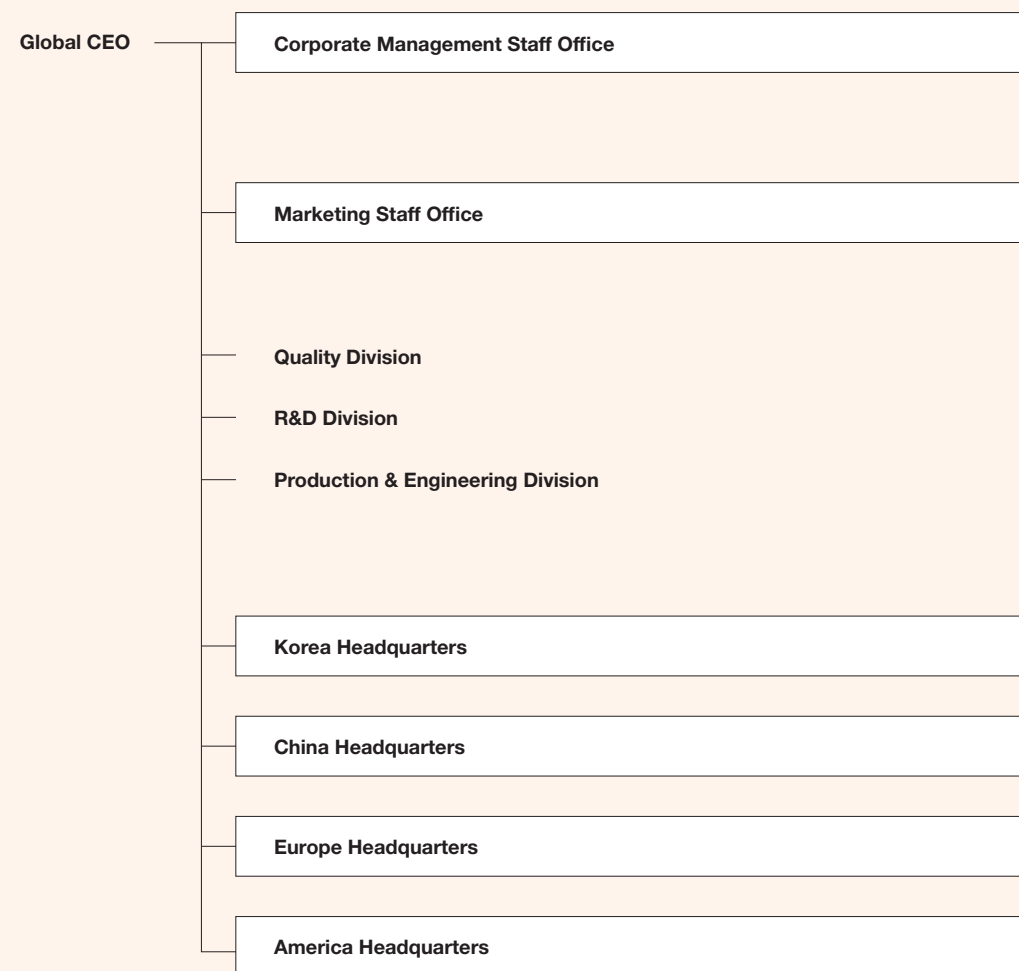 Global CEO
Corporate Management Staff Office
Marketing Staff Office
Quality Division
R&D Division
Production & Engineering Division
Korea Headquarters
China Headquarters
Europe Headquarters
America Headquarters